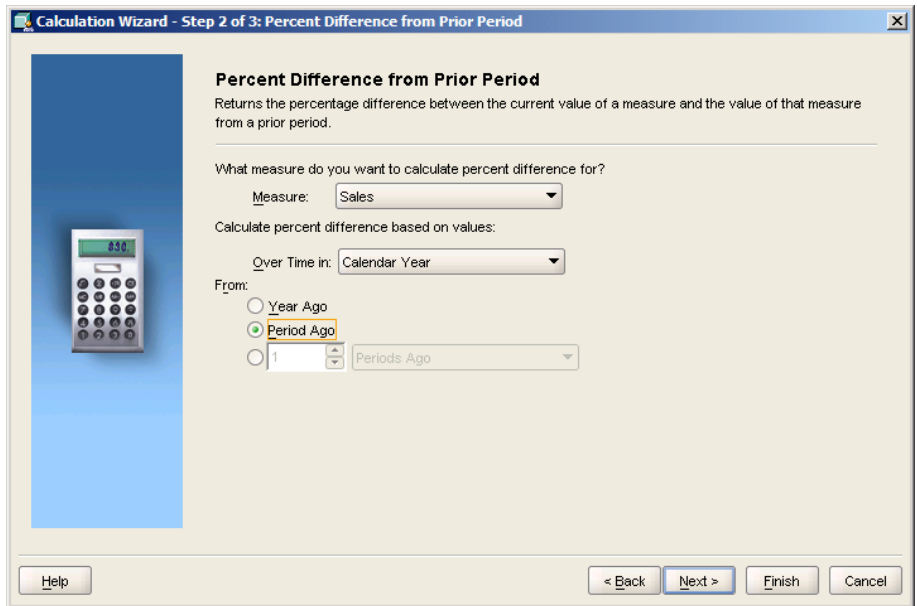 Calculation Wizard - Step 2 of 3: Percent Difference from Prior Period
Percent Difference from Prior Period
Returns the percentage difference between the current value of a measure and the value of that measure
from a prior period.
What measure do you want to calculate percent difference for?
Measure: Sales
Calculate percent difference based on values:
Over Time in: Calendar Year
From:
Year Ago
Period Ago
1 Periods Ago
Help < Back Next > Finish Cancel